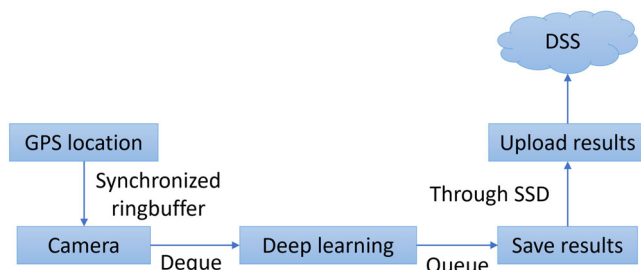 DSS
GPS location
Upload results
Synchronized
ringbuffer
Through SSD
Camera
Deep learning
Save results
Deque
Queue